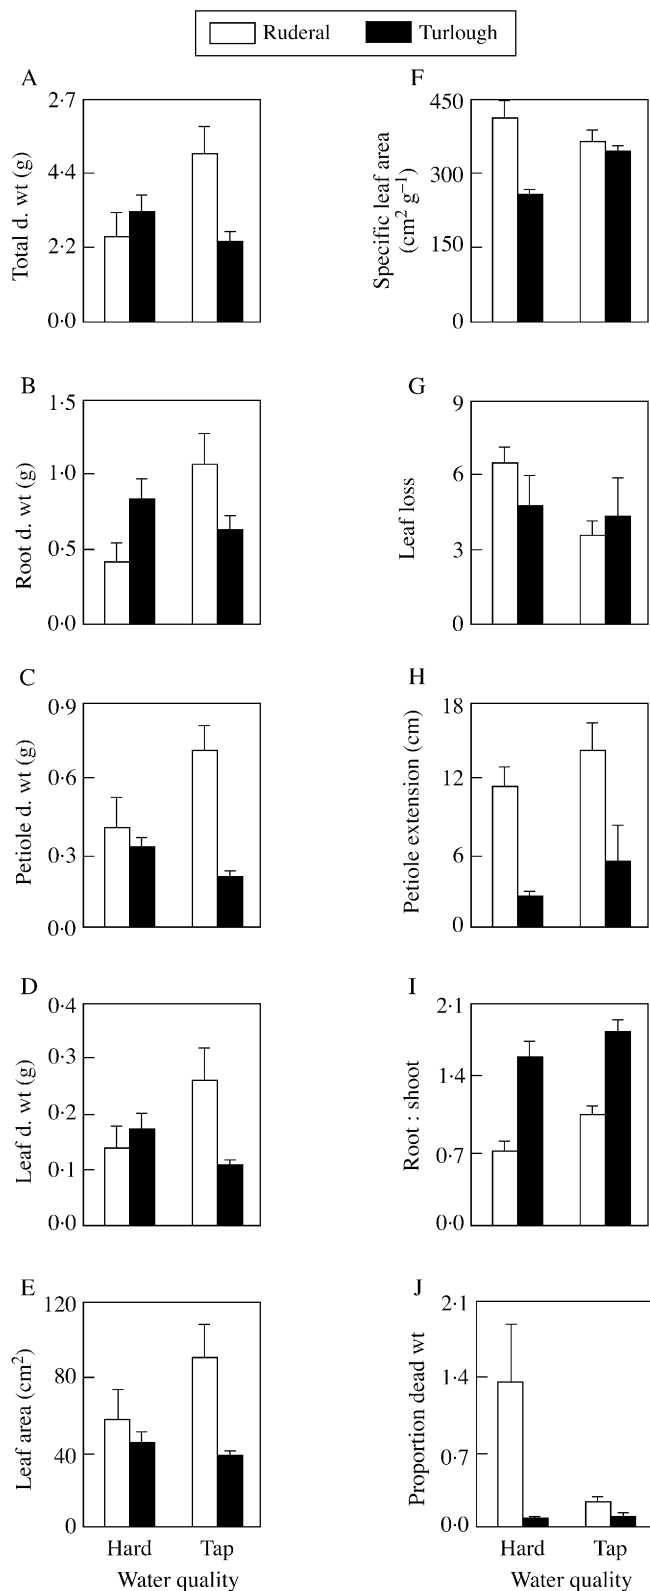 Ruderal Turlough
A
2·7
4·4
2·2
0·0
Total d. wt (g)
F
450
300
150
0
Specific leaf area
(cm² g⁻¹)
B
1·5
1·0
0·5
0·0
Root d. wt (g)
G
9
6
3
0
Leaf loss
C
0·9
0·6
0·3
0·0
Petiole d. wt (g)
H
18
12
6
0
Petiole extension (cm)
D
0·4
0·3
0·2
0·1
0·0
Leaf d. wt (g)
I
2·1
1·4
0·7
0·0
Root : shoot
E
120
80
40
0
Leaf area (cm²)
Hard Tap
Water quality
J
2·1
1·4
0·7
0·0
Proportion dead wt
Hard Tap
Water quality